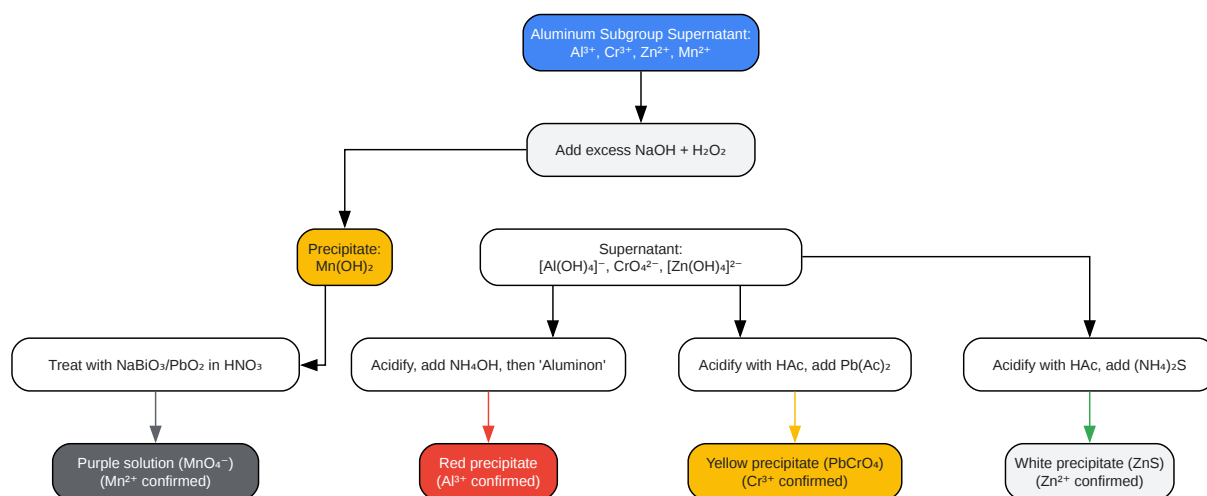 Aluminum Subgroup Supernatant:
Al³⁺, Cr³⁺, Zn²⁺, Mn²⁺
Add excess NaOH + H₂O₂
Precipitate:
Mn(OH)₂
Supernatant:
[Al(OH)₄]⁻, CrO₄²⁻, [Zn(OH)₄]²⁻
Treat with NaBiO₃/PbO₂ in HNO₃
Acidify, add NH₄OH, then 'Aluminon'
Acidify with HAc, add Pb(Ac)₂
Acidify with HAc, add (NH₄)₂S
Purple solution (MnO₄⁻)
(Mn²⁺ confirmed)
Red precipitate
(Al³⁺ confirmed)
Yellow precipitate (PbCrO₄)
(Cr³⁺ confirmed)
White precipitate (ZnS)
(Zn²⁺ confirmed)